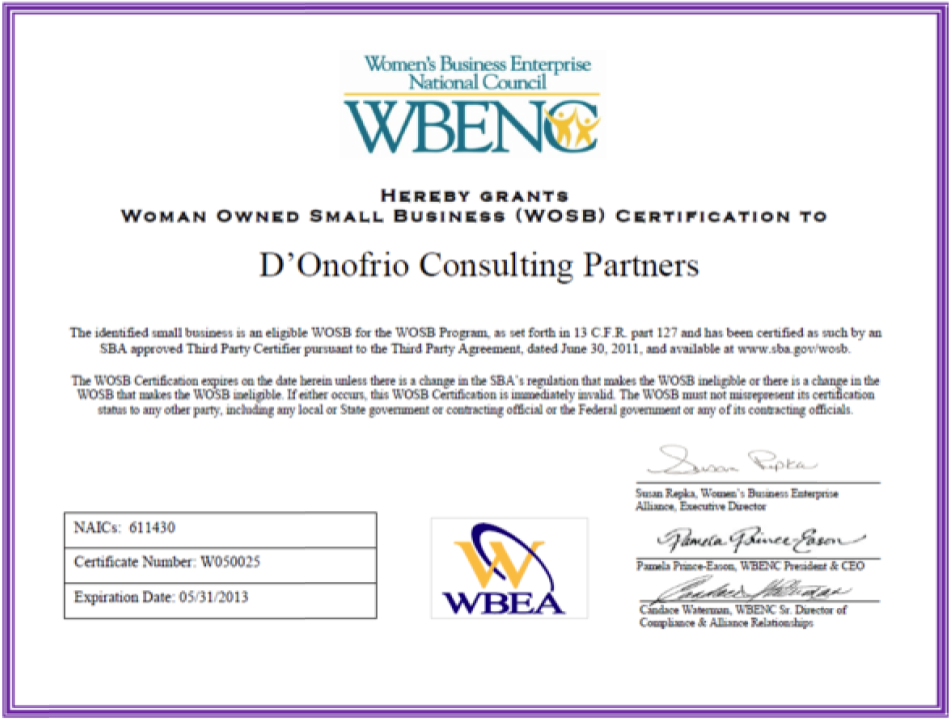 Women's Business Enterprise
National Council
WBENC
HEREBY GRANTS
WOMAN OWNED SMALL BUSINESS (WOSB) CERTIFICATION TO
D'Onofrio Consulting Partners
The identified small business is an eligible WOSB for the WOSB Program, as set forth in 13 C.F.R. part 127 and has been certified as such by an
SBA approved Third Party Certifier pursuant to the Third Party Agreement, dated June 30, 2011, and available at www.sba.gov/wosb.
The WOSB Certification expires on the date herein unless there is a change in the SBA's regulation that makes the WOSB ineligible or there is a change in the
WOSB that makes the WOSB ineligible. If either occurs, this WOSB Certification is immediately invalid. The WOSB must not misrepresent its certification
status to any other party, including any local or State government or contracting official or the Federal government or any of its contracting officials.
Susan Repka
Susan Repka, Women's Business Enterprise
Alliance, Executive Director
Pamela Prince-Eason
Pamela Prince-Eason, WBENC President & CEO
Candace Waterman
Candace Waterman, WBENC Sr. Director of
Compliance & Alliance Relationships
NAICs: 611430
Certificate Number: W050025
Expiration Date: 05/31/2013
W
WBEA